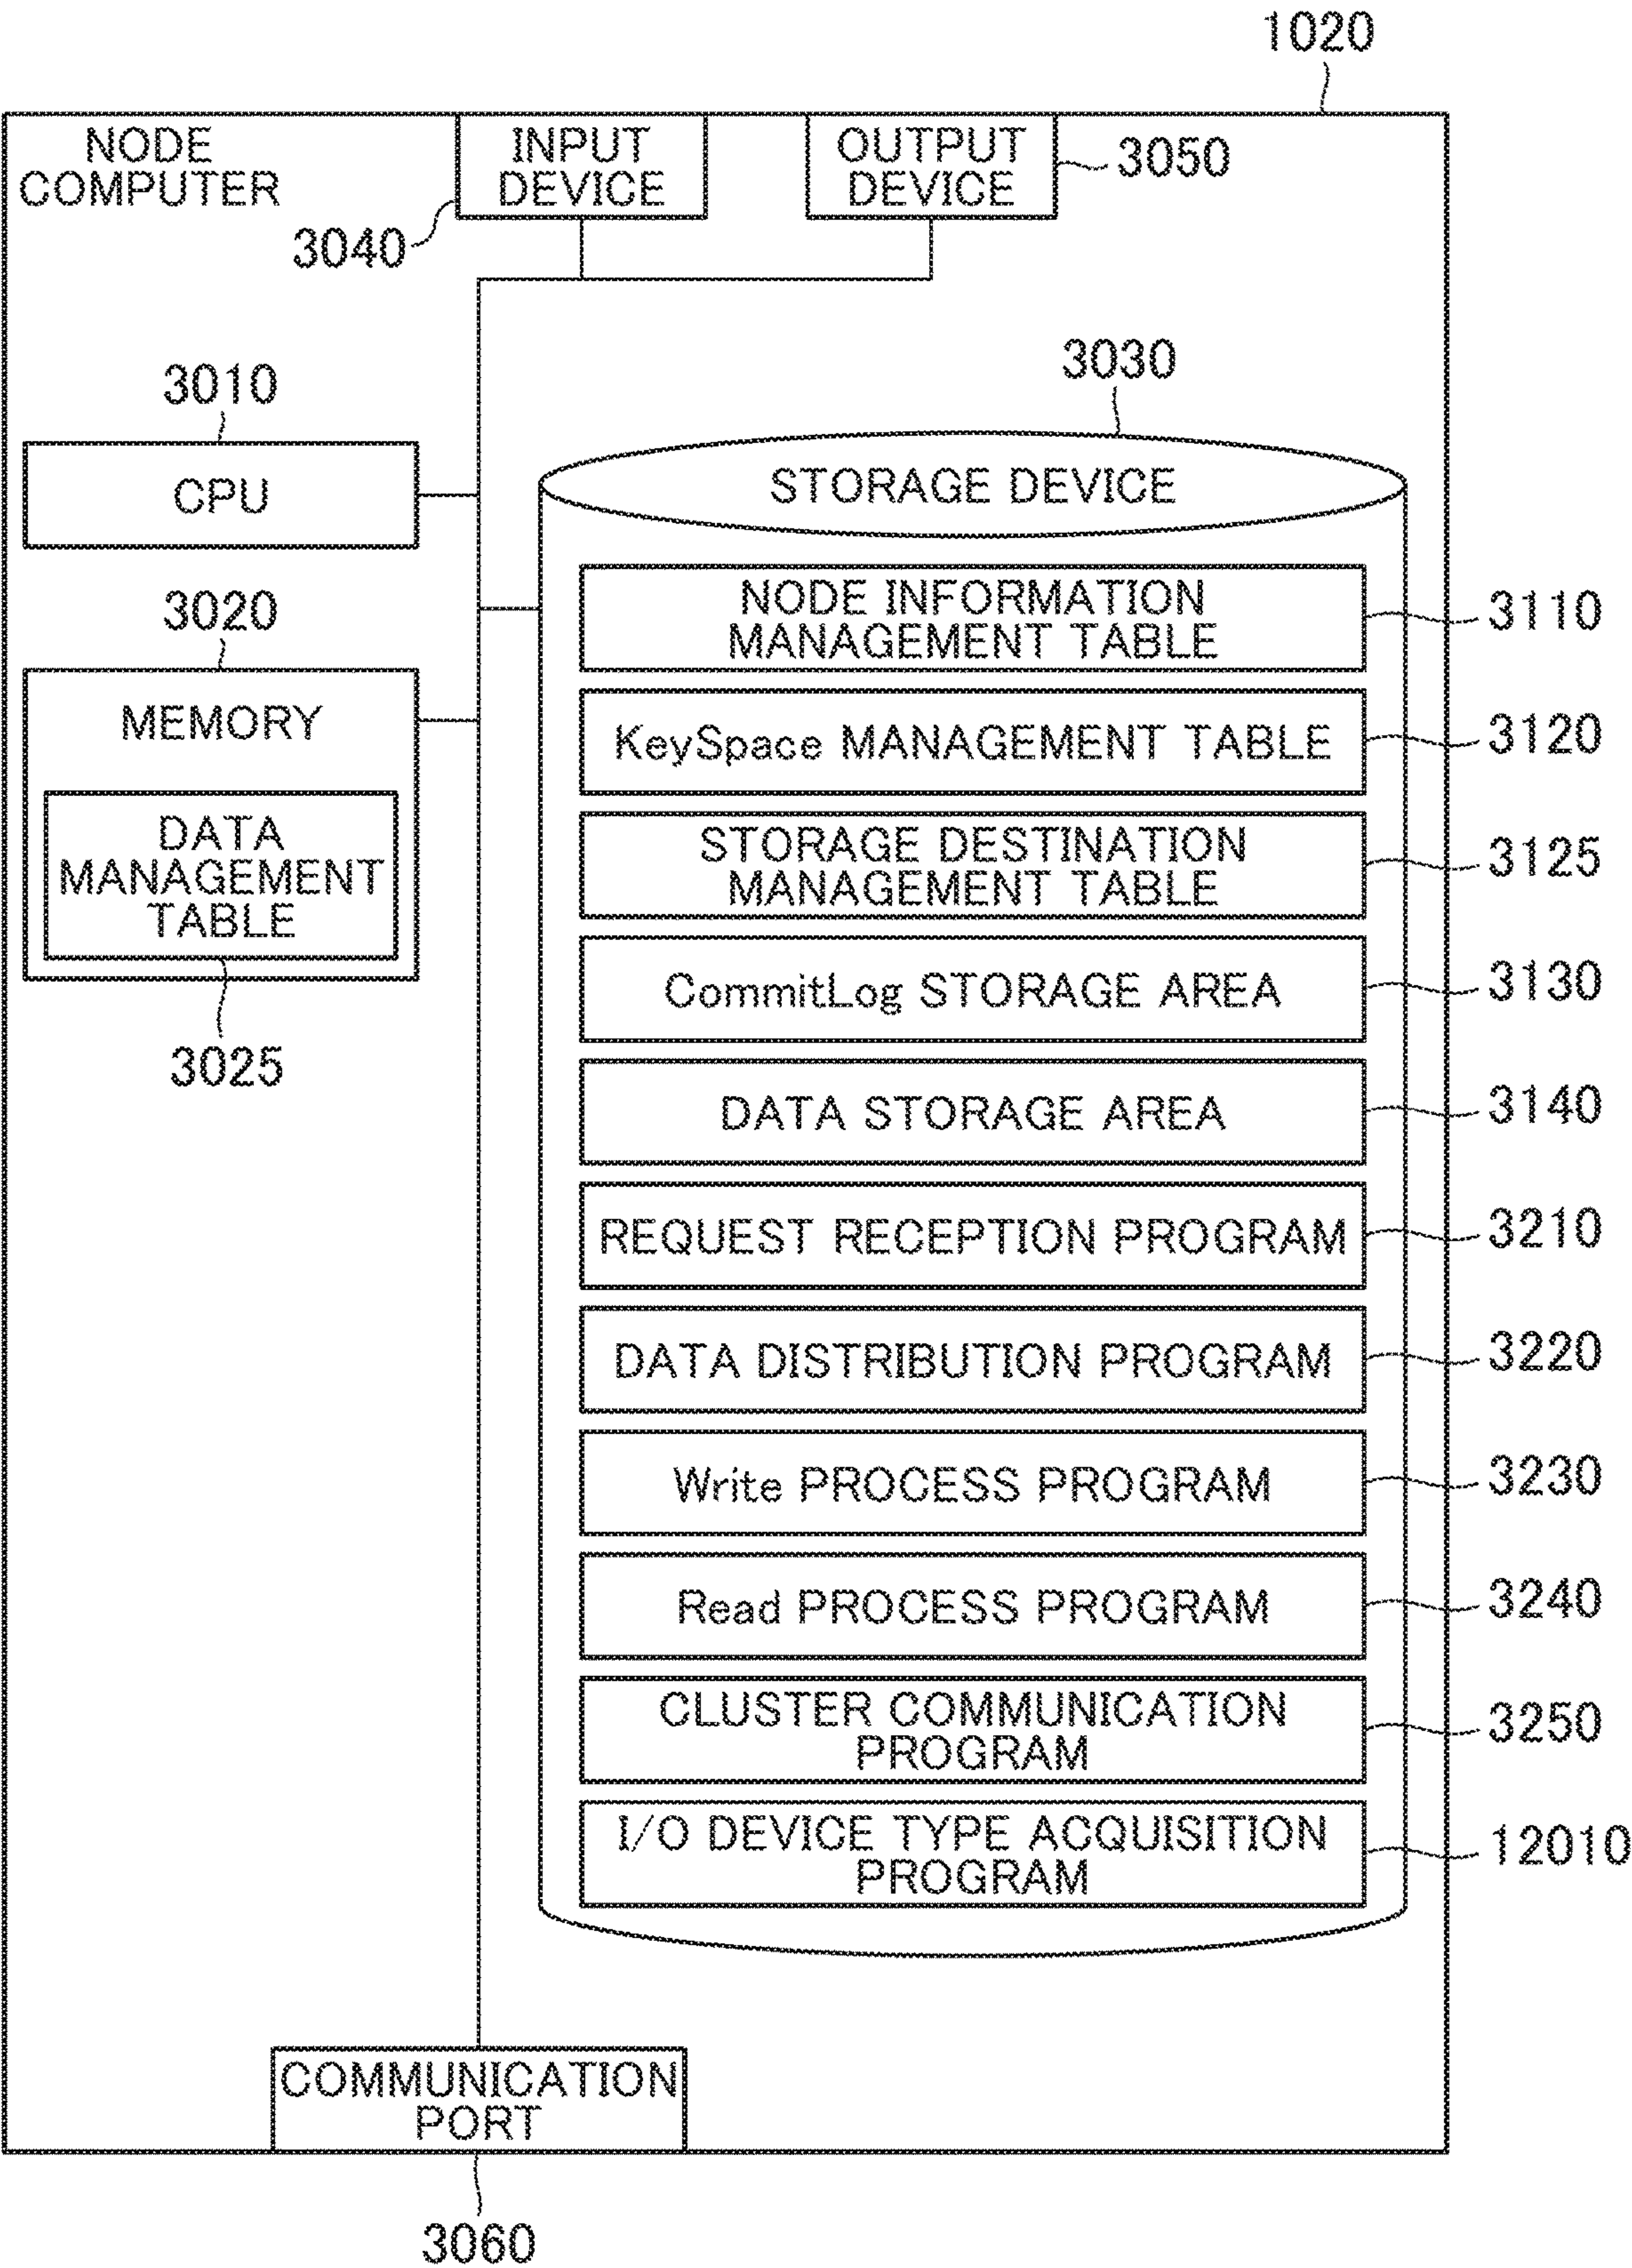 1020
NODE
COMPUTER
INPUT
DEVICE
OUTPUT
DEVICE
3050
3040
3010
CPU
3030
STORAGE DEVICE
3020
MEMORY
DATA
MANAGEMENT
TABLE
3025
NODE INFORMATION
MANAGEMENT TABLE
3110
KeySpace MANAGEMENT TABLE
3120
STORAGE DESTINATION
MANAGEMENT TABLE
3125
CommitLog STORAGE AREA
3130
DATA STORAGE AREA
3140
REQUEST RECEPTION PROGRAM
3210
DATA DISTRIBUTION PROGRAM
3220
Write PROCESS PROGRAM
3230
Read PROCESS PROGRAM
3240
CLUSTER COMMUNICATION
PROGRAM
3250
I/O DEVICE TYPE ACQUISITION
PROGRAM
12010
COMMUNICATION
PORT
3060